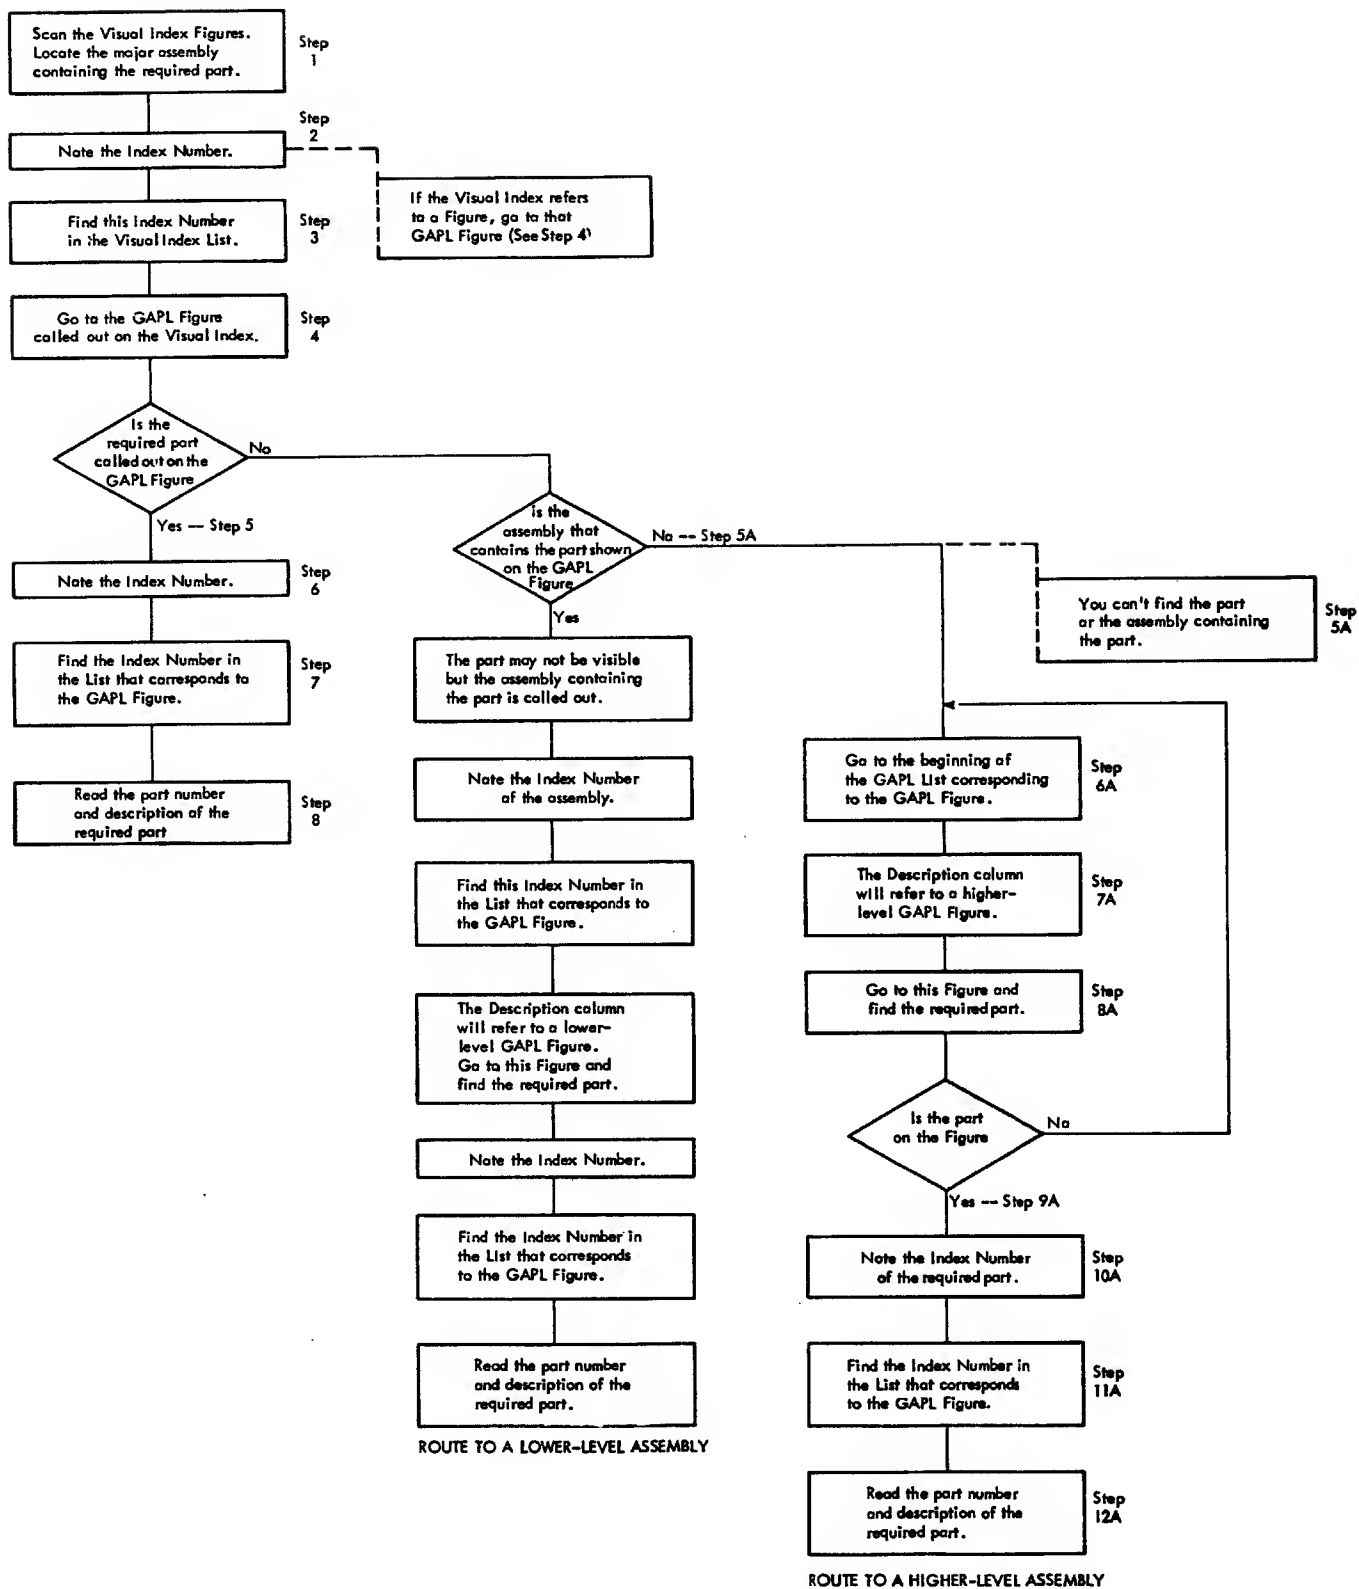 Scan the Visual Index Figures.
Locate the major assembly
containing the required part.
Step
1
Step
2
Note the Index Number.
If the Visual Index refers
to a Figure, go to that
GAPL Figure (See Step 4)
Find this Index Number
in the Visual Index List.
Step
3
Go to the GAPL Figure
called out on the Visual Index.
Step
4
Is the
required part
called out on the
GAPL Figure
No
Yes -- Step 5
Note the Index Number.
Step
6
Find the Index Number in
the List that corresponds to
the GAPL Figure.
Step
7
Read the part number
and description of the
required part
Step
8
is the
assembly that
contains the part shown
on the GAPL
Figure
No -- Step 5A
Yes
The part may not be visible
but the assembly containing
the part is called out.
Note the Index Number
of the assembly.
Find this Index Number in
the List that corresponds to
the GAPL Figure.
The Description column
will refer to a lower-
level GAPL Figure.
Go to this Figure and
find the required part.
Note the Index Number.
Find the Index Number in
the List that corresponds
to the GAPL Figure.
Read the part number
and description of the
required part.
ROUTE TO A LOWER-LEVEL ASSEMBLY
You can't find the part
or the assembly containing
the part.
Step
5A
Go to the beginning of
the GAPL List corresponding
to the GAPL Figure.
Step
6A
The Description column
will refer to a higher-
level GAPL Figure.
Step
7A
Go to this Figure and
find the required part.
Step
8A
Is the part
on the Figure
No
Yes -- Step 9A
Note the Index Number
of the required part.
Step
10A
Find the Index Number in
the List that corresponds
to the GAPL Figure.
Step
11A
Read the part number
and description of the
required part.
Step
12A
ROUTE TO A HIGHER-LEVEL ASSEMBLY